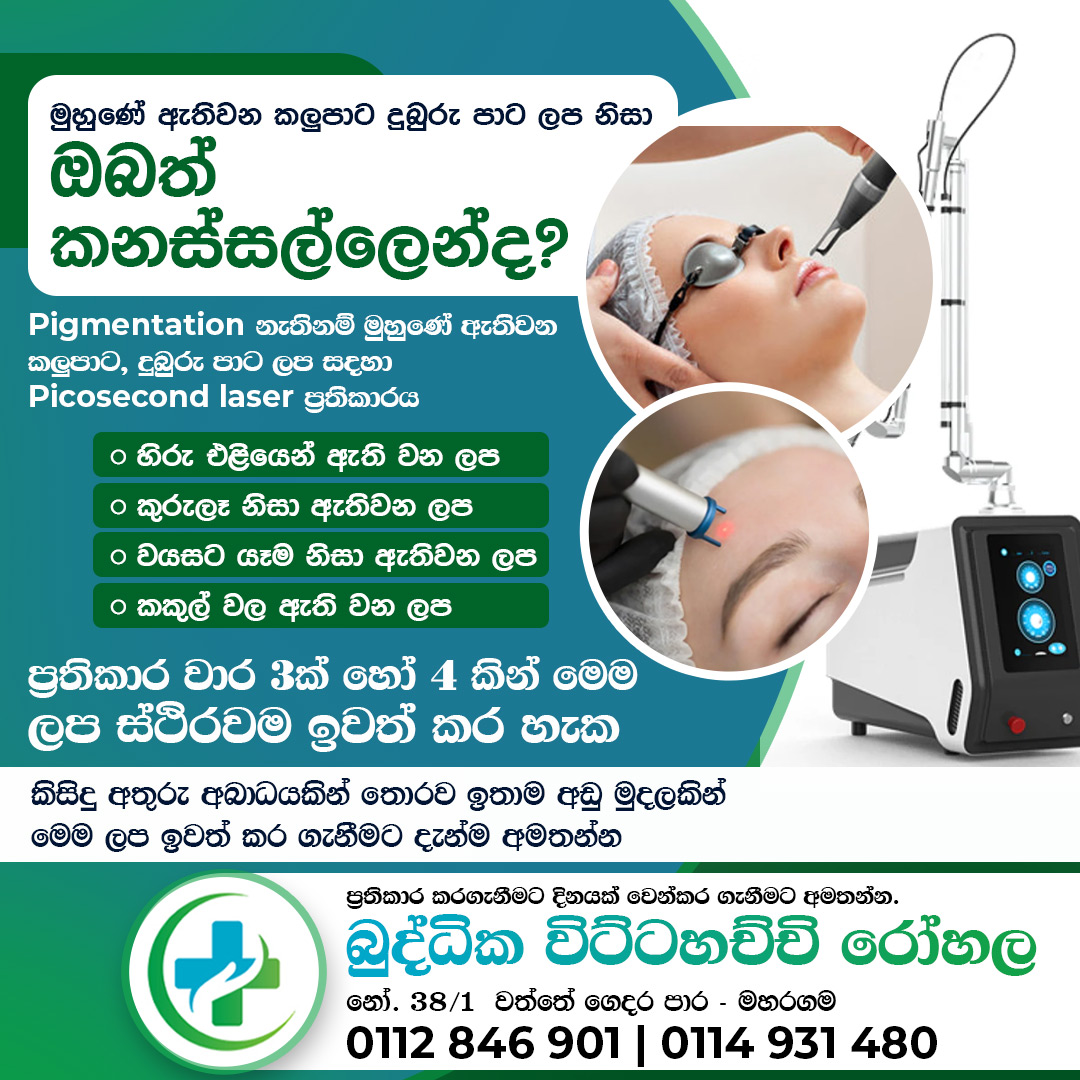 මුහුණේ ඇතිවන කලුපාට දුබුරු පාට ලප නිසා
ඔබත්
කනස්සල්ලෙන්ද?
Pigmentation නැතිනම් මුහුණේ ඇතිවන
කලුපාට, දුබුරු පාට ලප සඳහා
Picosecond laser ප්‍රතිකාරය
හිරු එළියෙන් ඇති වන ලප
කුරුලෑ නිසා ඇතිවන ලප
වයසට යෑම නිසා ඇතිවන ලප
කකුල් වල ඇති වන ලප
ප්‍රතිකාර වාර 3ක් හෝ 4 කින් මෙම
ලප ස්ථිරවම ඉවත් කර හැක
කිසිදු අතුරු අබාධයකින් තොරව ඉතාම අඩු මුදලකින්
මෙම ලප ඉවත් කර ගැනීමට දැන්ම අමතන්න
ප්‍රතිකාර කරගැනීමට දිනයක් වෙන්කර ගැනීමට අමතන්න.
බුද්ධික විට්ටහච්චි රෝහල
නෝ. 38/1 වත්තේ ගෙදර පාර - මහරගම
0112 846 901 | 0114 931 480